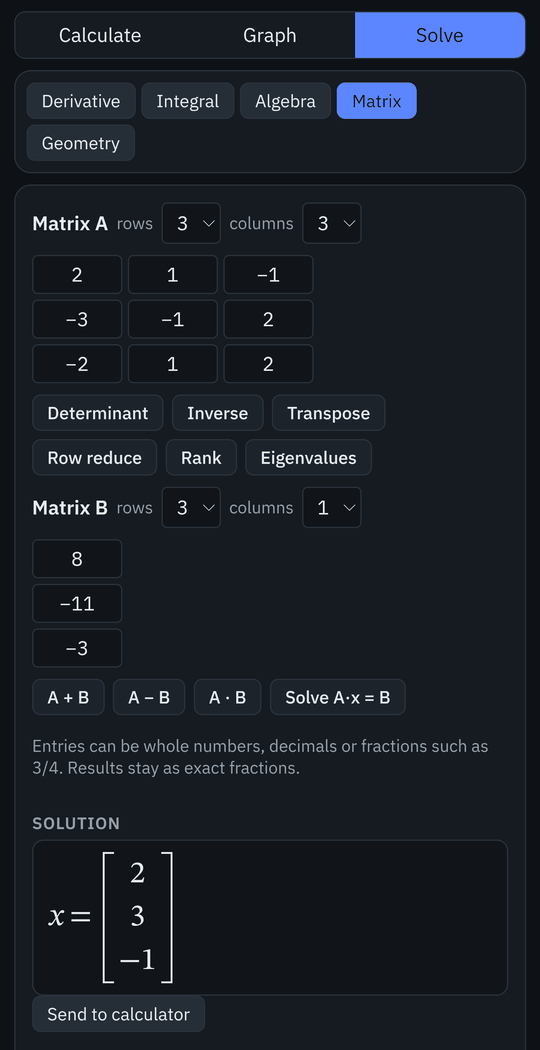 Calculate Graph Solve
Derivative Integral Algebra Matrix
Geometry
Matrix A rows 3 columns 3
2 1 −1
−3 −1 2
−2 1 2
Determinant Inverse Transpose
Row reduce Rank Eigenvalues
Matrix B rows 3 columns 1
8
−11
−3
A + B A − B A · B Solve A·x = B
Entries can be whole numbers, decimals or fractions such as
3/4. Results stay as exact fractions.
SOLUTION
2
x = 3
−1
Send to calculator